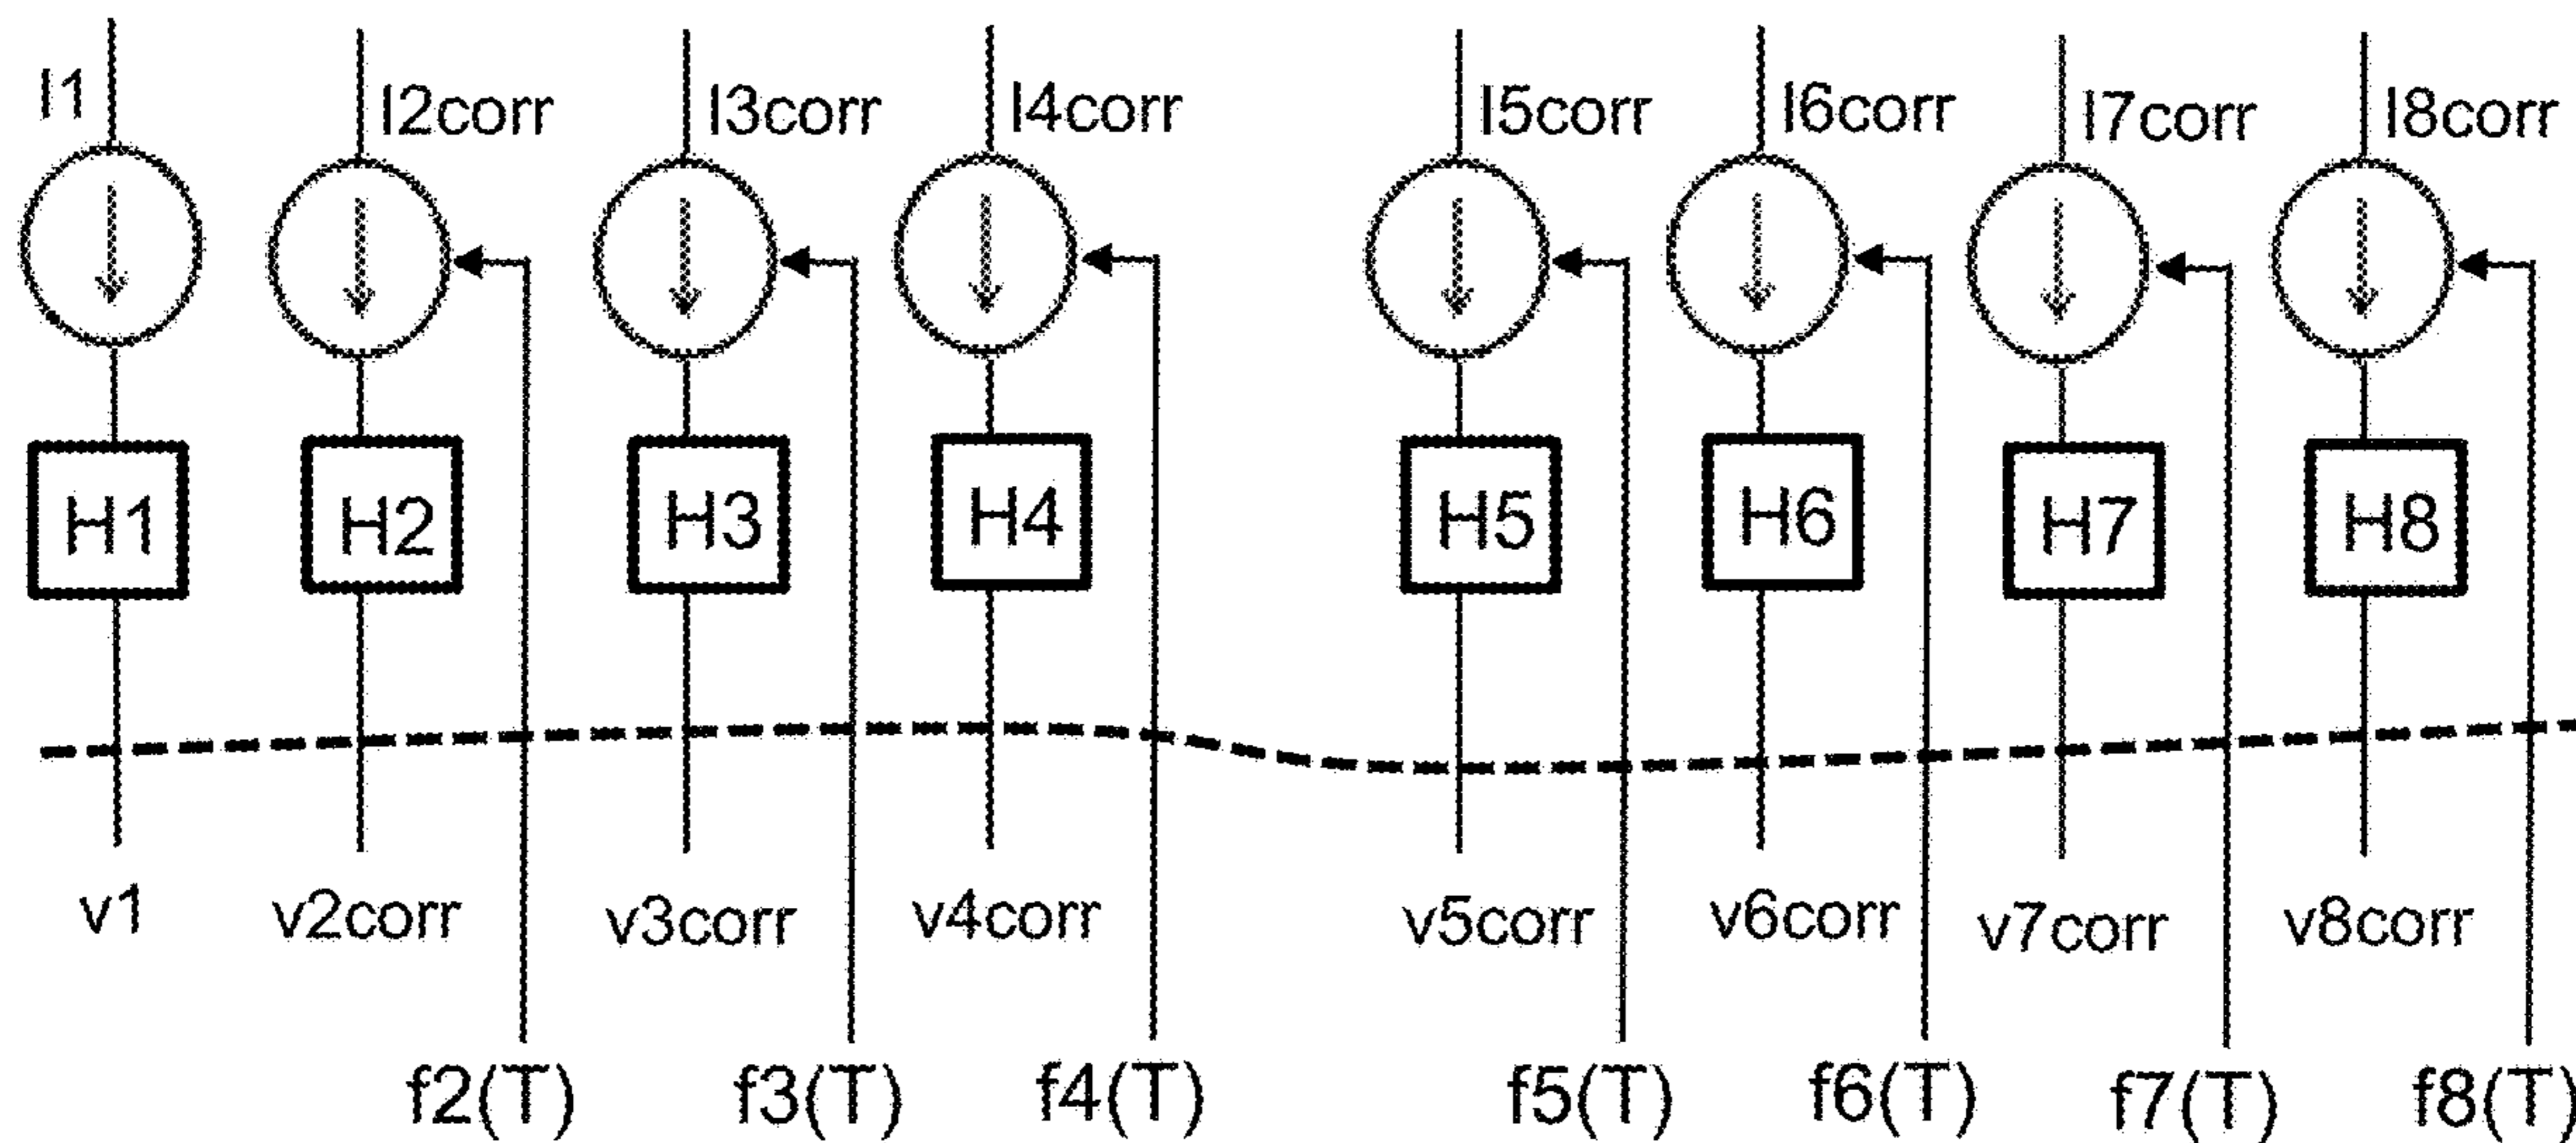 I1 I2corr I3corr I4corr I5corr I6corr I7corr I8corr
H1 H2 H3 H4 H5 H6 H7 H8
v1 v2corr v3corr v4corr v5corr v6corr v7corr v8corr
f2(T) f3(T) f4(T) f5(T) f6(T) f7(T) f8(T)